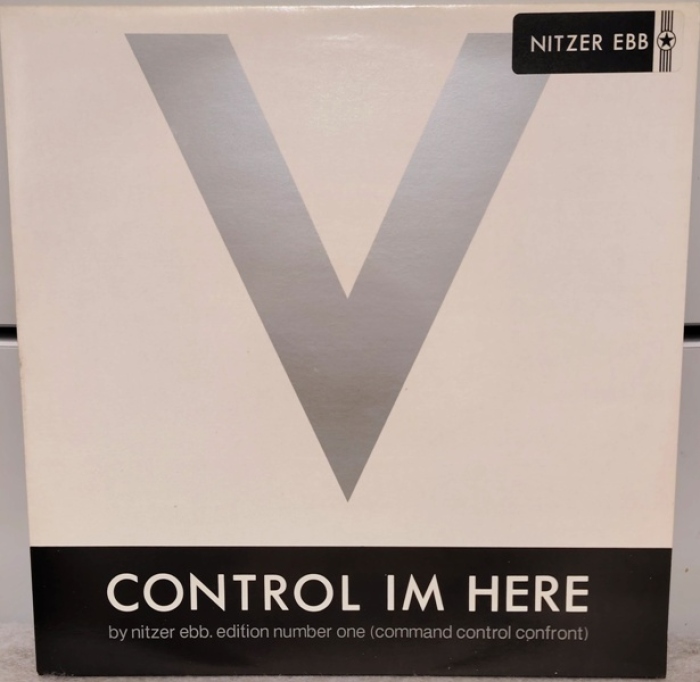 NITZER EBB
V
CONTROL IM HERE
by nitzer ebb. edition number one (command control confront)